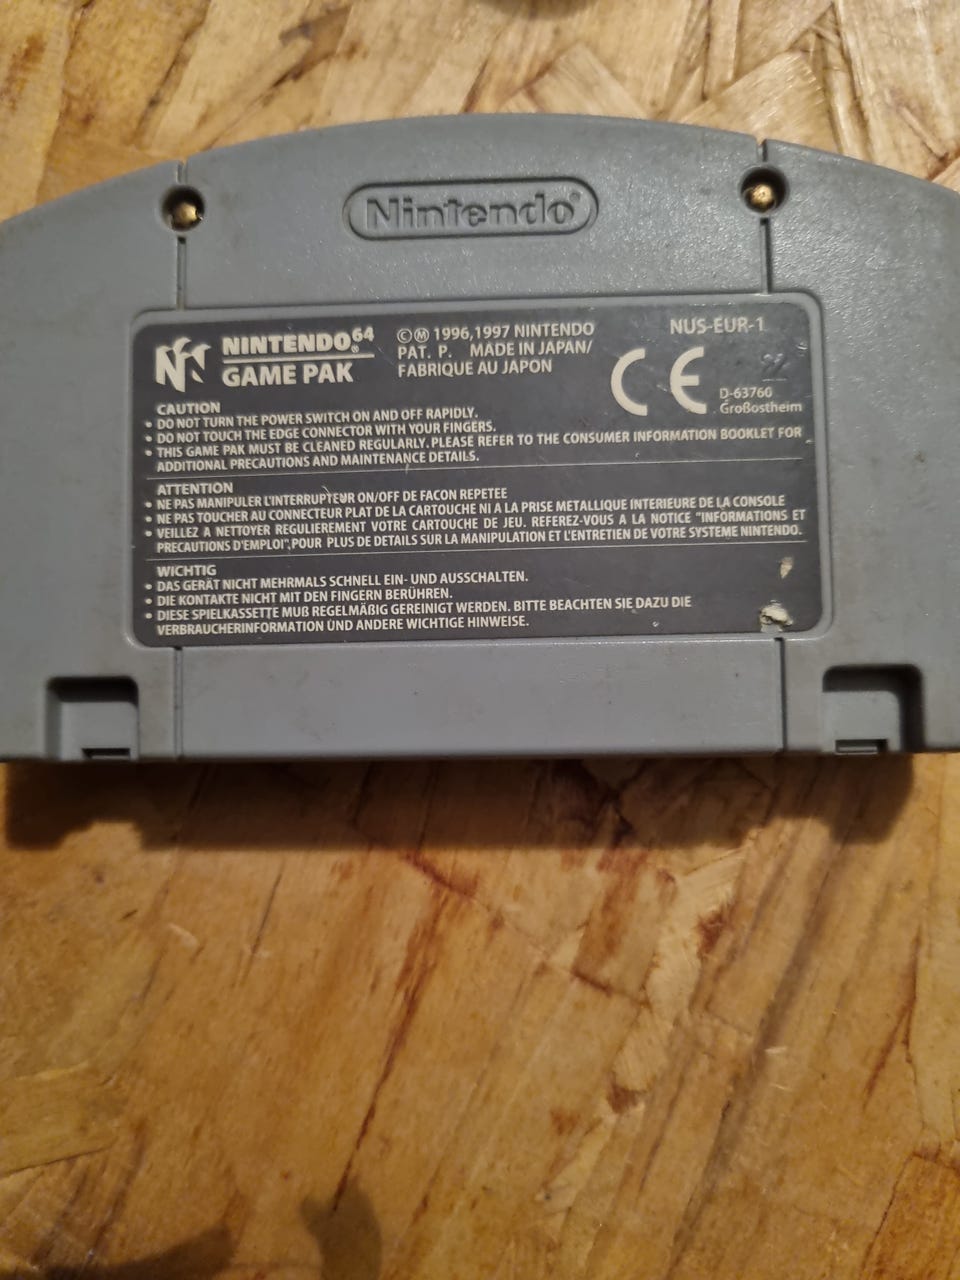 Nintendo®
NINTENDO64®
GAME PAK
©Ⓜ 1996,1997 NINTENDO
PAT. P. MADE IN JAPAN/
FABRIQUE AU JAPON
NUS-EUR-1
CE
D-63760
Großostheim
CAUTION
• DO NOT TURN THE POWER SWITCH ON AND OFF RAPIDLY.
• DO NOT TOUCH THE EDGE CONNECTOR WITH YOUR FINGERS.
• THIS GAME PAK MUST BE CLEANED REGULARLY. PLEASE REFER TO THE CONSUMER INFORMATION BOOKLET FOR
ADDITIONAL PRECAUTIONS AND MAINTENANCE DETAILS.
ATTENTION
• NE PAS MANIPULER L'INTERRUPTEUR ON/OFF DE FACON REPETEE
• NE PAS TOUCHER AU CONNECTEUR PLAT DE LA CARTOUCHE NI A LA PRISE METALLIQUE INTERIEURE DE LA CONSOLE
• VEILLEZ A NETTOYER REGULIEREMENT VOTRE CARTOUCHE DE JEU. REFEREZ-VOUS A LA NOTICE "INFORMATIONS ET
PRECAUTIONS D'EMPLOI",POUR PLUS DE DETAILS SUR LA MANIPULATION ET L'ENTRETIEN DE VOTRE SYSTEME NINTENDO.
WICHTIG
• DAS GERÄT NICHT MEHRMALS SCHNELL EIN- UND AUSSCHALTEN.
• DIE KONTAKTE NICHT MIT DEN FINGERN BERÜHREN.
• DIESE SPIELKASSETTE MUß REGELMÄßIG GEREINIGT WERDEN. BITTE BEACHTEN SIE DAZU DIE
VERBRAUCHERINFORMATION UND ANDERE WICHTIGE HINWEISE.